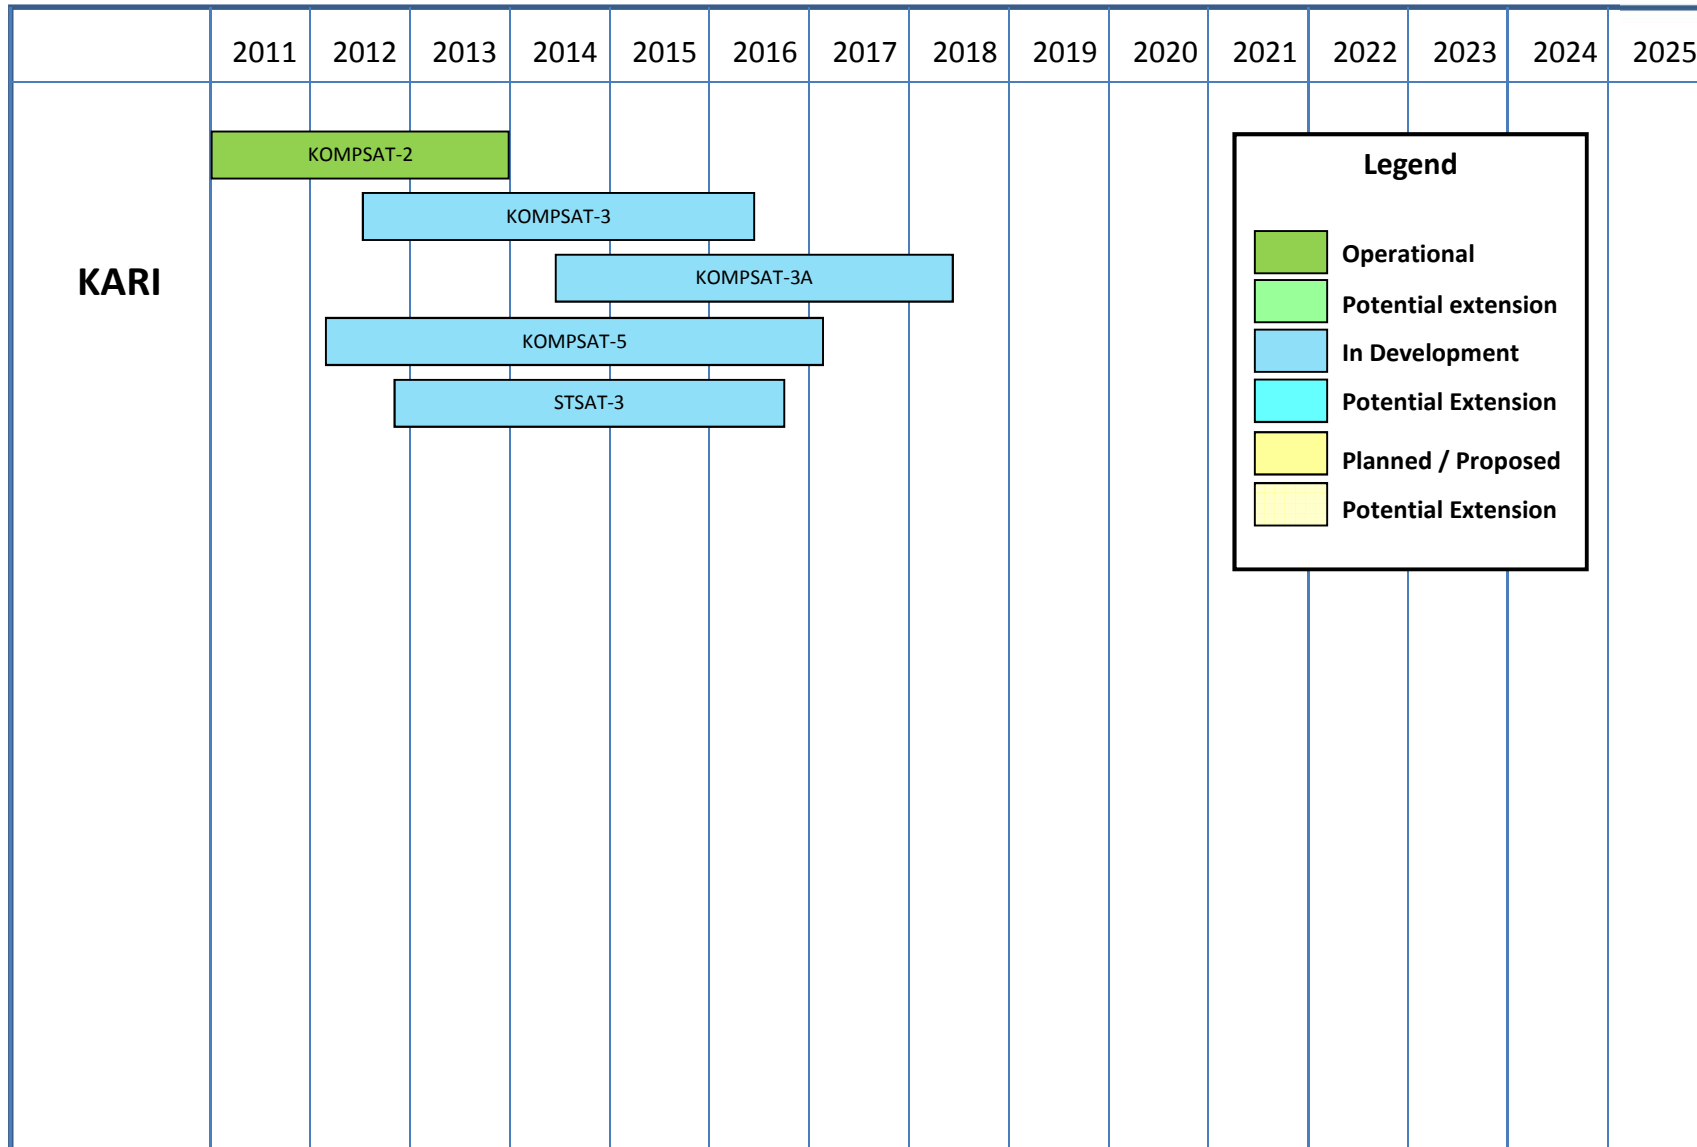 2011 2012 2013 2014 2015 2016 2017 2018 2019 2020 2021 2022 2023 2024 2025
KARI
KOMPSAT-2
KOMPSAT-3
KOMPSAT-3A
KOMPSAT-5
STSAT-3
Legend
Operational
Potential extension
In Development
Potential Extension
Planned / Proposed
Potential Extension